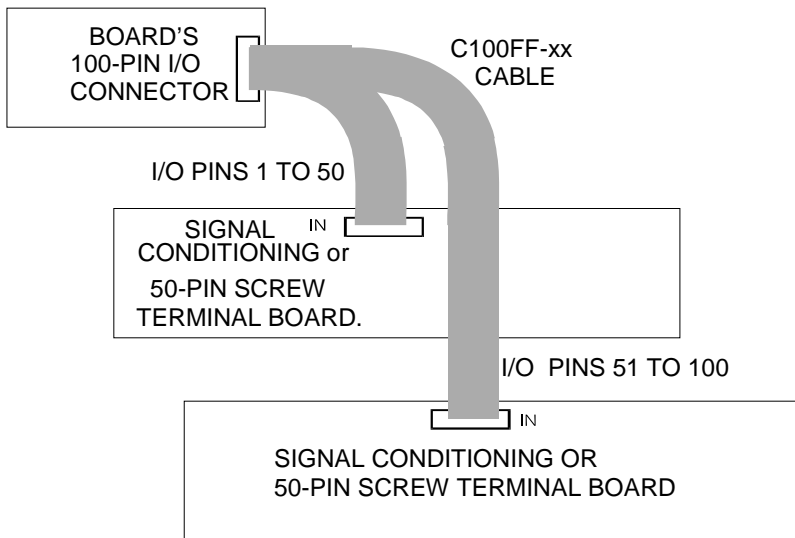 BOARD'S
100-PIN I/O
CONNECTOR
C100FF-xx
CABLE
I/O PINS 1 TO 50
SIGNAL
CONDITIONING or
50-PIN SCREW
TERMINAL BOARD.
IN
I/O PINS 51 TO 100
IN
SIGNAL CONDITIONING OR
50-PIN SCREW TERMINAL BOARD